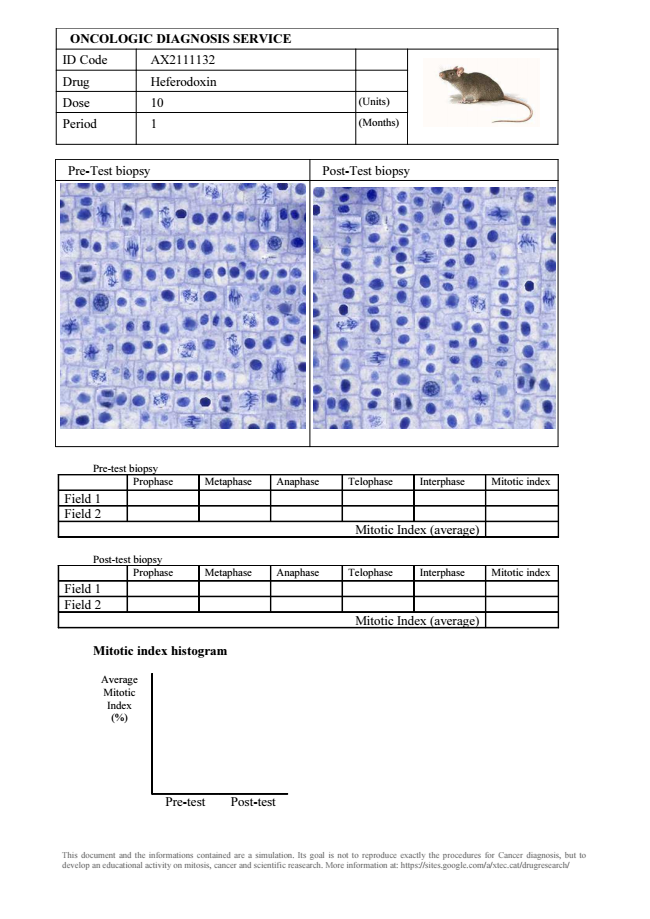 ONCOLOGIC DIAGNOSIS SERVICE
ID Code AX2111132
Drug Heferodoxin
Dose 10 (Units)
Period 1 (Months)
Pre-Test biopsy Post-Test biopsy
Pre-test biopsy
Prophase Metaphase Anaphase Telophase Interphase Mitotic index
Field 1
Field 2
Mitotic Index (average)
Post-test biopsy
Prophase Metaphase Anaphase Telophase Interphase Mitotic index
Field 1
Field 2
Mitotic Index (average)
Mitotic index histogram
Average
Mitotic
Index
(%)
Pre-test Post-test
This document and the informations contained are a simulation. Its goal is not to reproduce exactly the procedures for Cancer diagnosis, but to
develop an educational activity on mitosis, cancer and scientific reasearch. More information at: https://sites.google.com/a/xtec.cat/drugresearch/